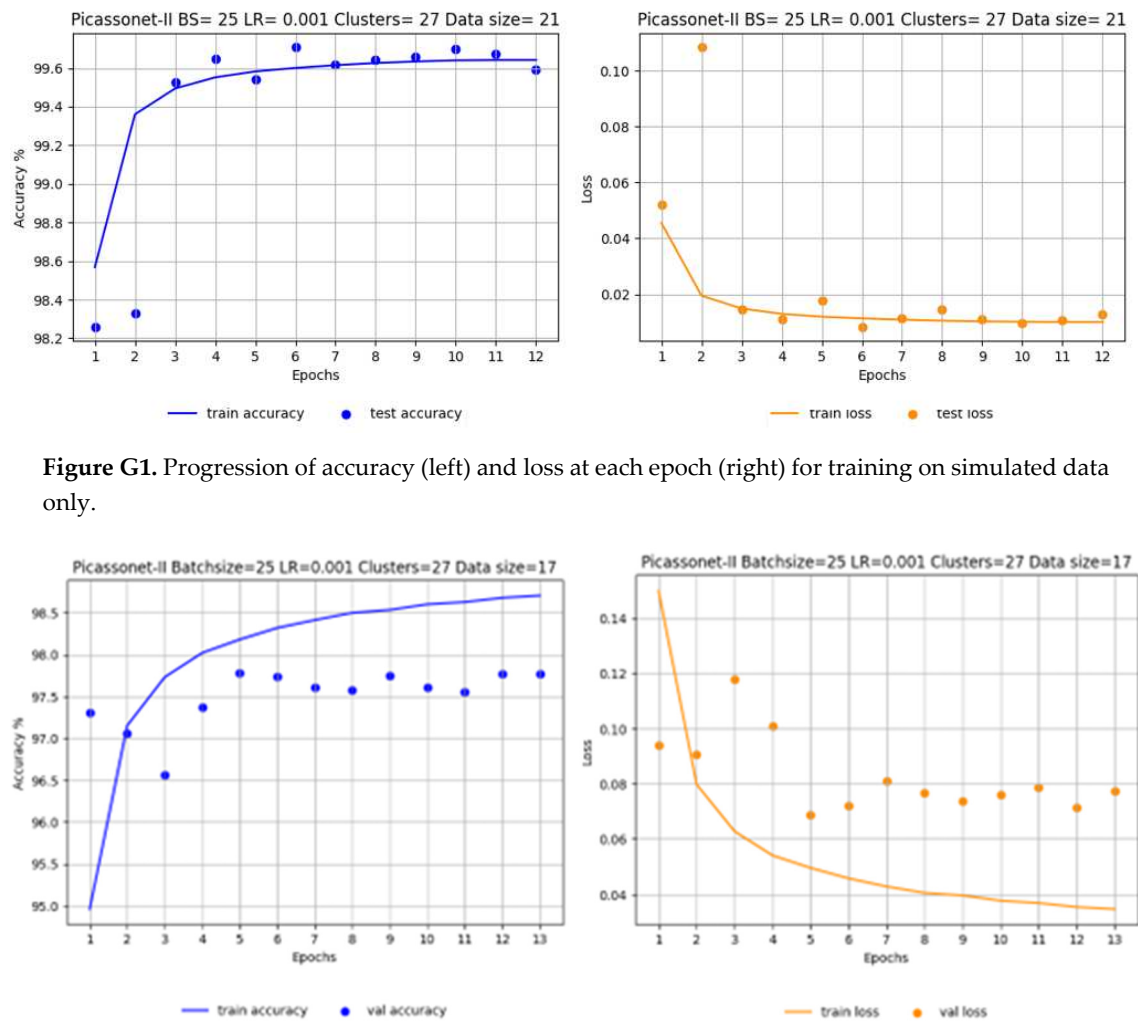 Picassonet-II BS= 25 LR= 0.001 Clusters= 27 Data size= 21
Accuracy %
99.6
99.4
99.2
99.0
98.8
98.6
98.4
98.2
1 2 3 4 5 6 7 8 9 10 11 12
Epochs
train accuracy test accuracy
Picassonet-II BS= 25 LR= 0.001 Clusters= 27 Data size= 21
Loss
0.10
0.08
0.06
0.04
0.02
1 2 3 4 5 6 7 8 9 10 11 12
Epochs
train loss test loss
Figure G1. Progression of accuracy (left) and loss at each epoch (right) for training on simulated data
only.
Picassonet-II Batchsize=25 LR=0.001 Clusters=27 Data size=17
Accuracy %
98.5
98.0
97.5
97.0
96.5
96.0
95.5
95.0
1 2 3 4 5 6 7 8 9 10 11 12 13
Epochs
train accuracy val accuracy
Picassonet-II Batchsize=25 LR=0.001 Clusters=27 Data size=17
Loss
0.14
0.12
0.10
0.08
0.06
0.04
1 2 3 4 5 6 7 8 9 10 11 12 13
Epochs
train loss val loss